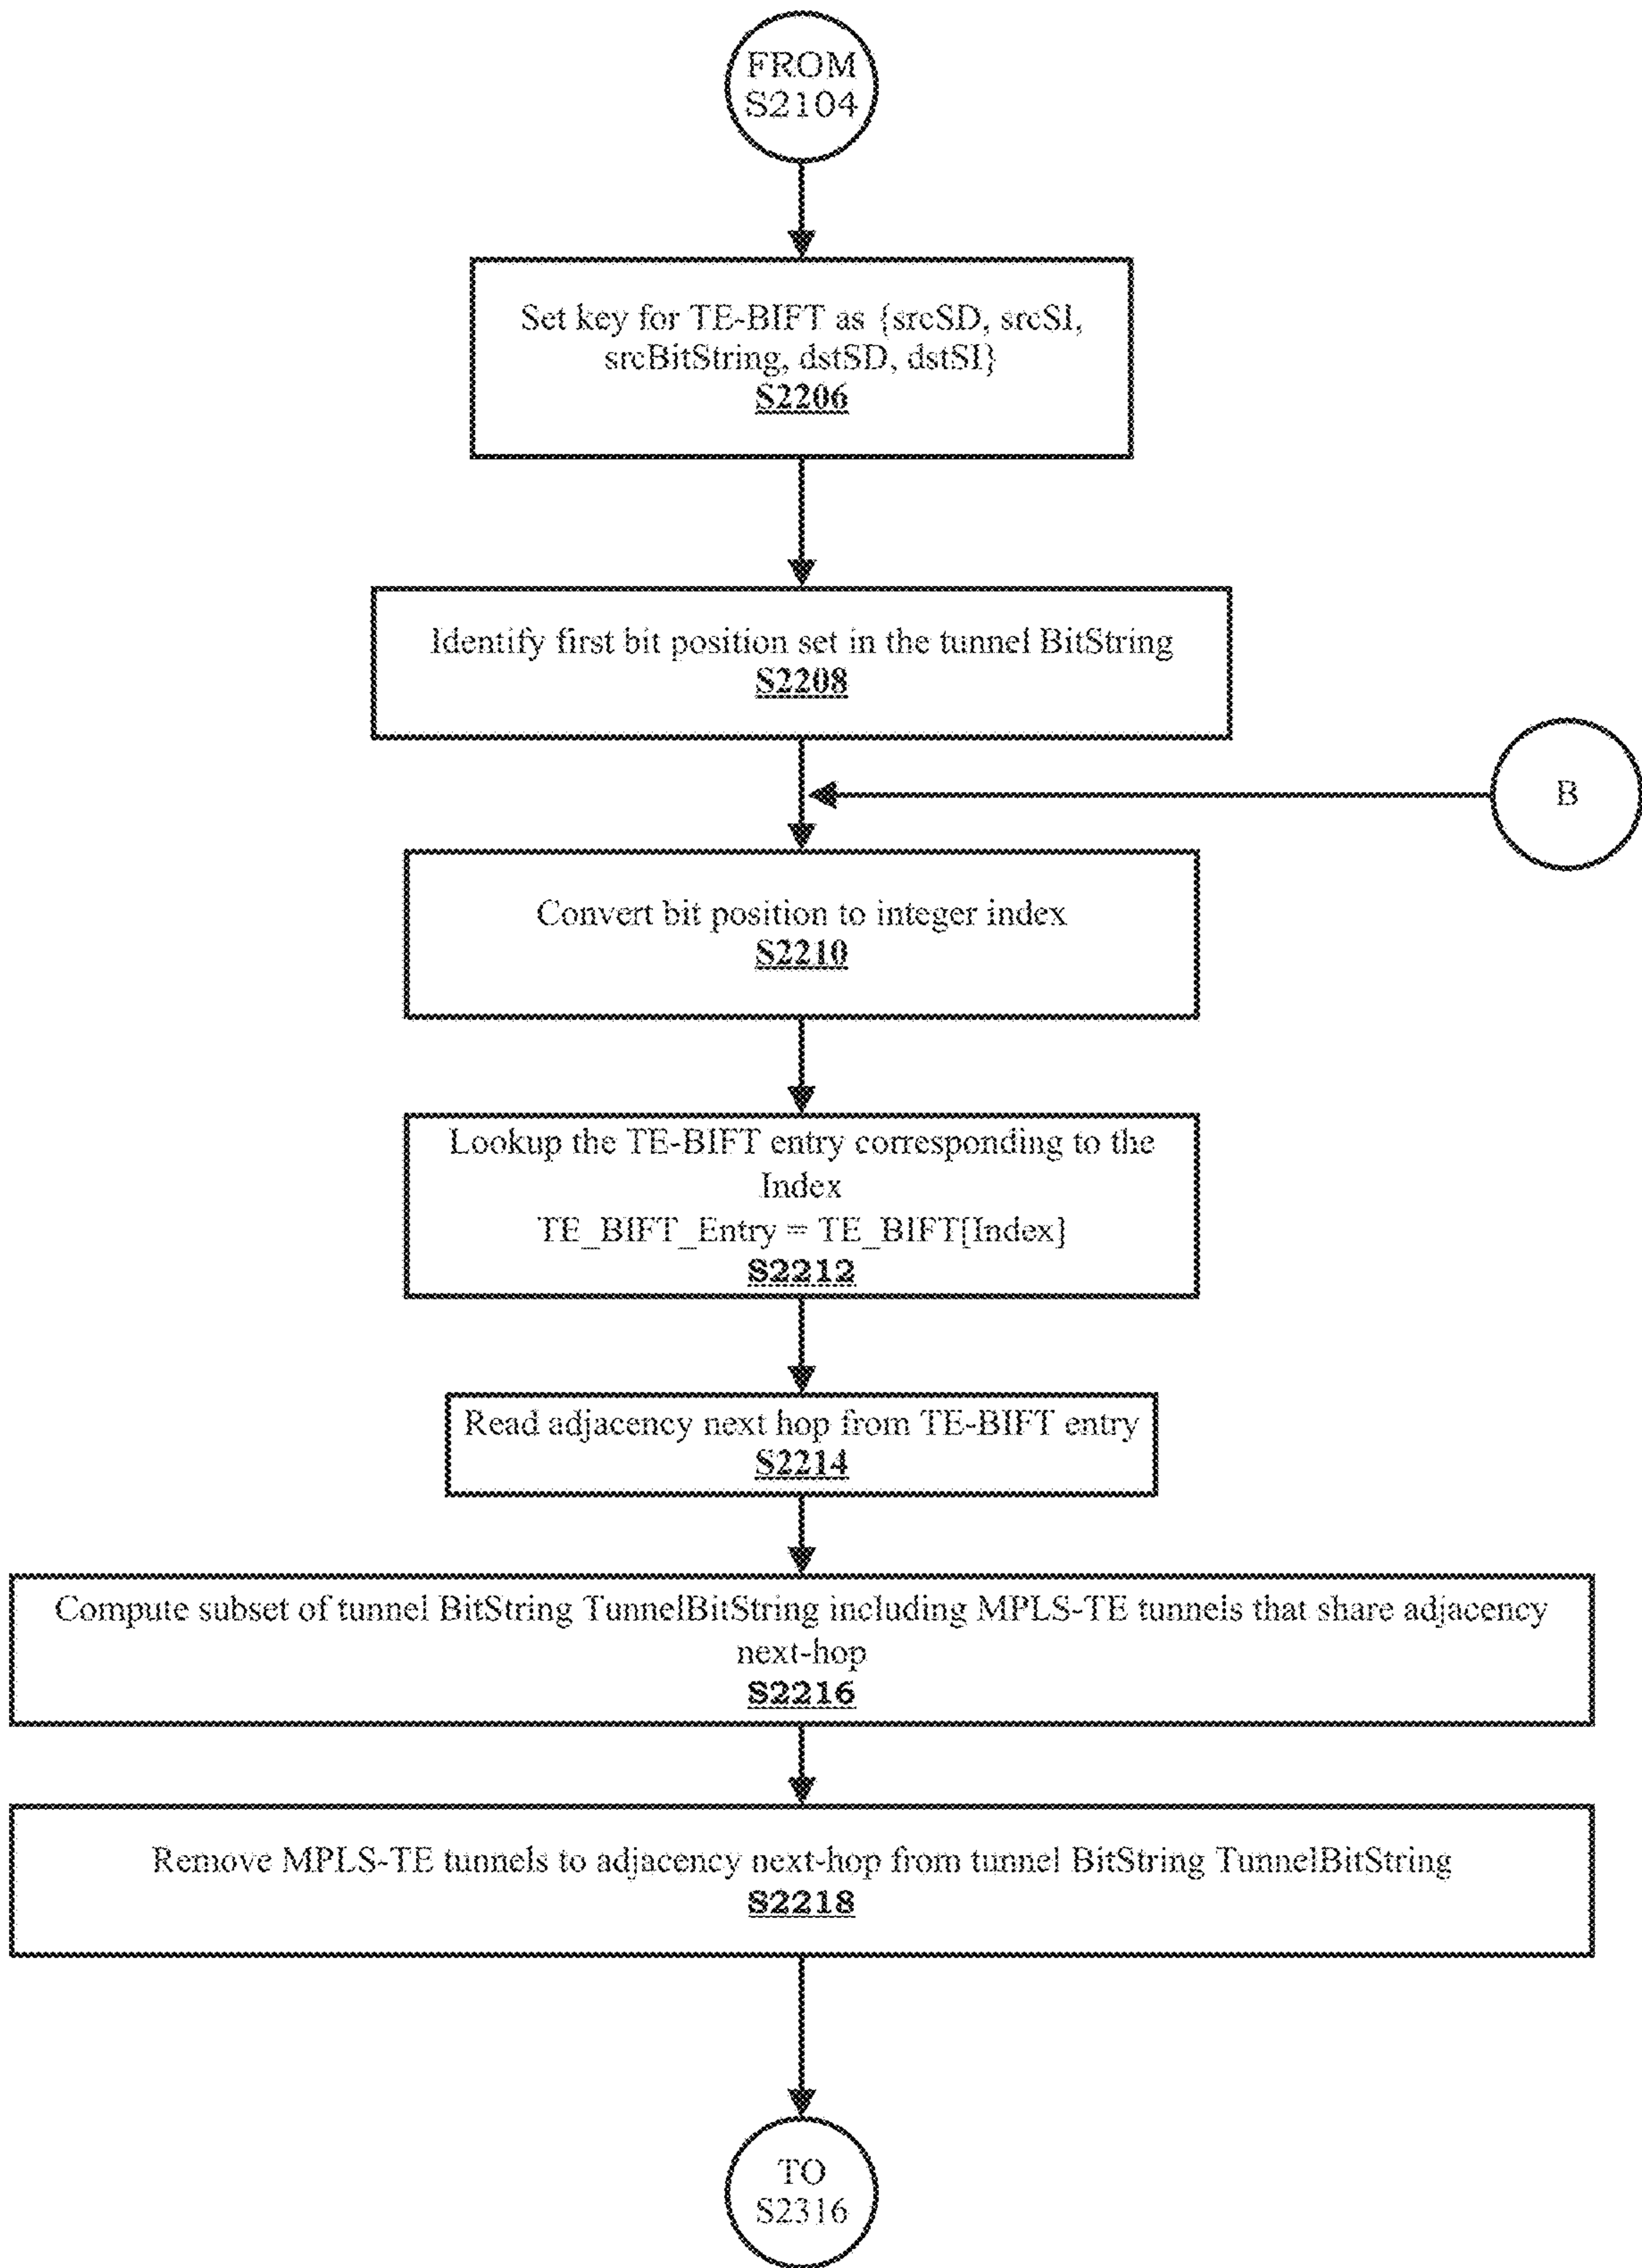 FROM
S2104
Set key for TE-BIFT as {srcSD, srcSI,
srcBitString, dstSD, dstSI}
S2206
Identify first bit position set in the tunnel BitString
S2208
B
Convert bit position to integer index
S2210
Lookup the TE-BIFT entry corresponding to the
Index
TE_BIFT_Entry = TE_BIFT[Index]
S2212
Read adjacency next hop from TE-BIFT entry
S2214
Compute subset of tunnel BitString TunnelBitString including MPLS-TE tunnels that share adjacency
next-hop
S2216
Remove MPLS-TE tunnels to adjacency next-hop from tunnel BitString TunnelBitString
S2218
TO
S2316